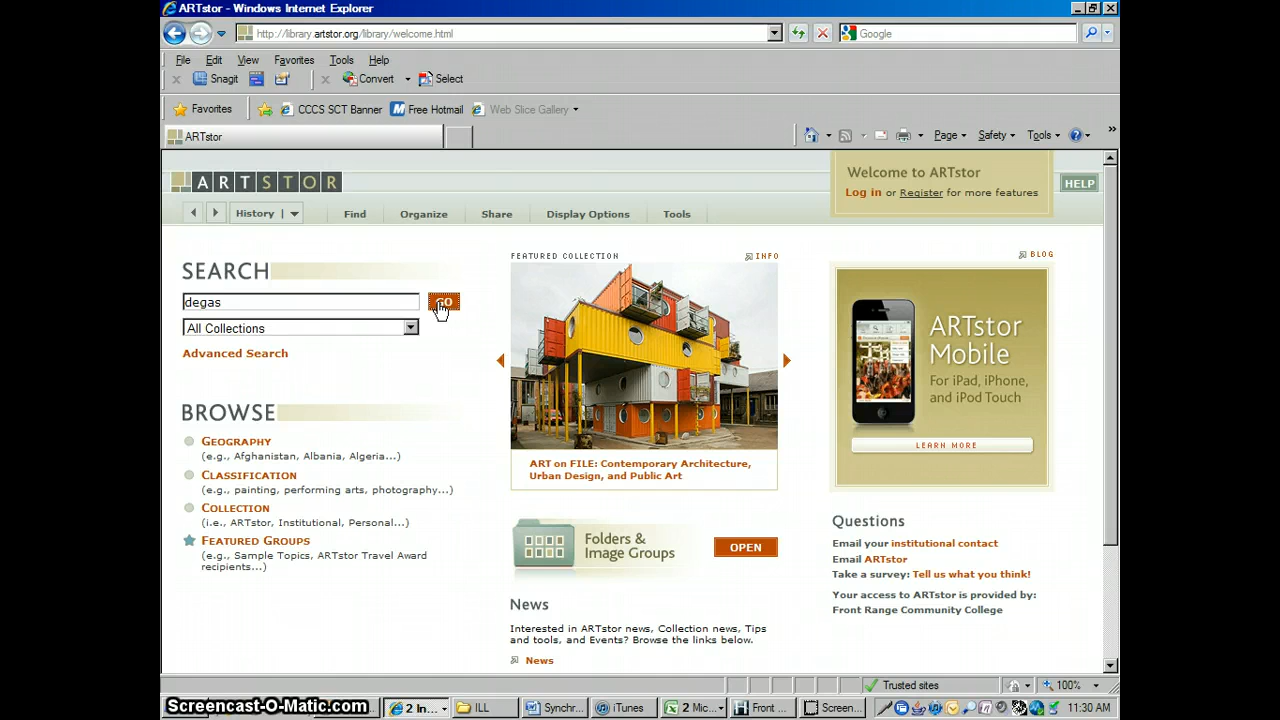 ARTstor - Windows Internet Explorer
http://library.artstor.org/library/welcome.html
Google
File Edit View Favorites Tools Help
Snagit Convert Select
Favorites CCCS SCT Banner Free Hotmail Web Slice Gallery
ARTstor
Page Safety Tools
ARTSTOR
Welcome to ARTstor
Log in or Register for more features
HELP
History Find Organize Share Display Options Tools
SEARCH
degas
GO
All Collections
Advanced Search
BROWSE
GEOGRAPHY
(e.g., Afghanistan, Albania, Algeria...)
CLASSIFICATION
(e.g., painting, performing arts, photography...)
COLLECTION
(i.e., ARTstor, Institutional, Personal...)
FEATURED GROUPS
(e.g., Sample Topics, ARTstor Travel Award
recipients...)
FEATURED COLLECTION
INFO
ART on FILE: Contemporary Architecture,
Urban Design, and Public Art
Folders &
Image Groups
OPEN
News
Interested in ARTstor news, Collection news, Tips
and tools, and Events? Browse the links below.
News
BLOG
ARTstor
Mobile
For iPad, iPhone,
and iPod Touch
LEARN MORE
Questions
Email your institutional contact
Email ARTstor
Take a survey: Tell us what you think!
Your access to ARTstor is provided by:
Front Range Community College
Trusted sites
100%
Screencast-O-Matic.com
2 In... ILL Synchr... iTunes 2 Mic... Front ... Screen...
11:30 AM